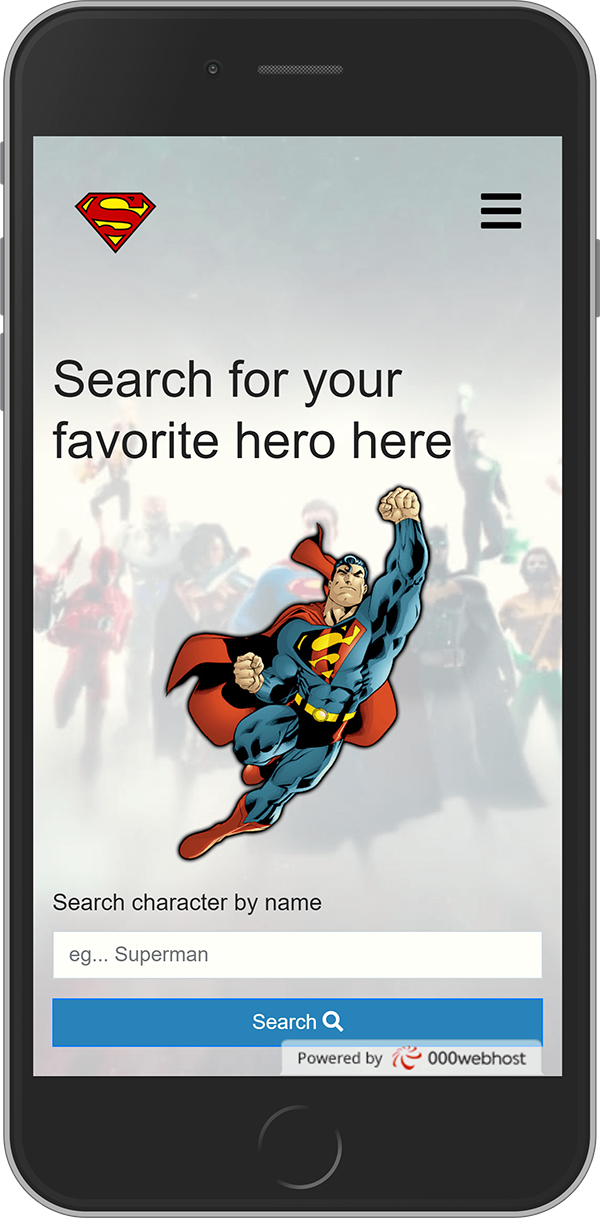 Search for your
favorite hero here
Search character by name
eg... Superman
Search
Powered by 000webhost